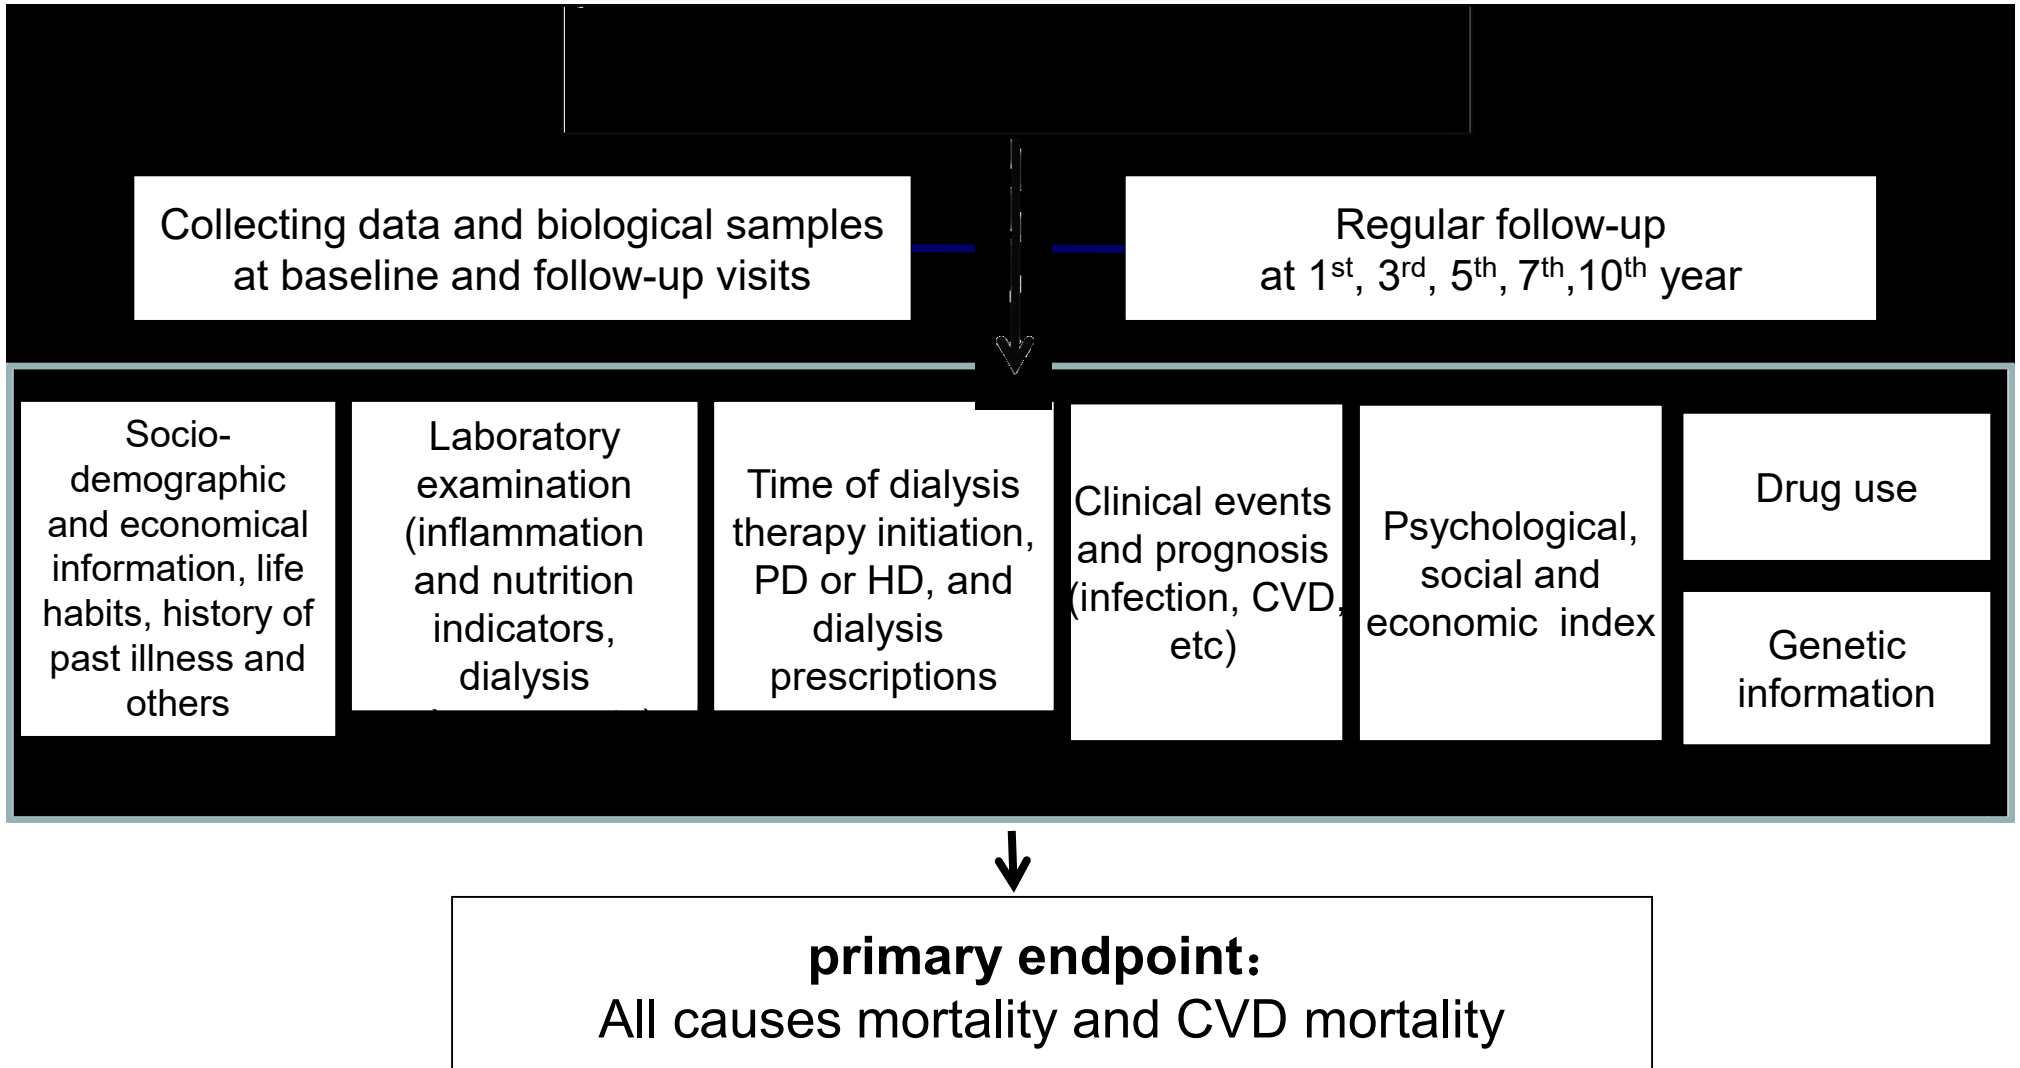 Collecting data and biological samples
at baseline and follow-up visits
Regular follow-up
at 1st, 3rd, 5th, 7th,10th year
Socio-
demographic
and economical
information, life
habits, history of
past illness and
others
Laboratory
examination
(inflammation
and nutrition
indicators,
dialysis
Time of dialysis
therapy initiation,
PD or HD, and
dialysis
prescriptions
Clinical events
and prognosis
(infection, CVD,
etc)
Psychological,
social and
economic index
Drug use
Genetic
information
primary endpoint：
All causes mortality and CVD mortality